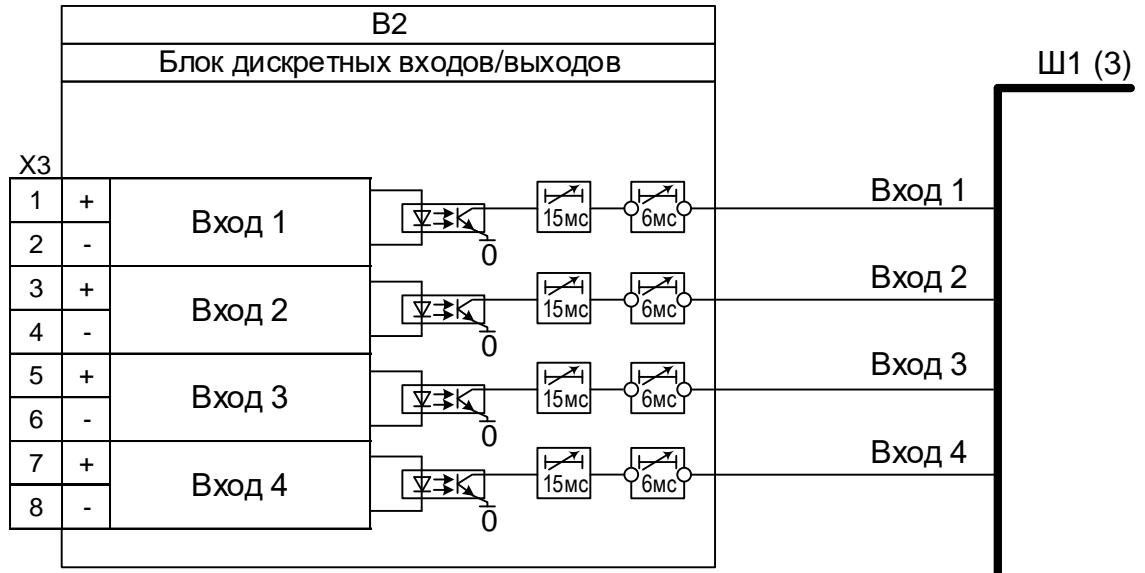 B2
Блок дискретных входов/выходов
Ш1 (3)
X3
1 +
Вход 1
2 -
15мс
6мс
0
Вход 1
3 +
Вход 2
4 -
15мс
6мс
0
Вход 2
5 +
Вход 3
6 -
15мс
6мс
0
Вход 3
7 +
Вход 4
8 -
15мс
6мс
0
Вход 4